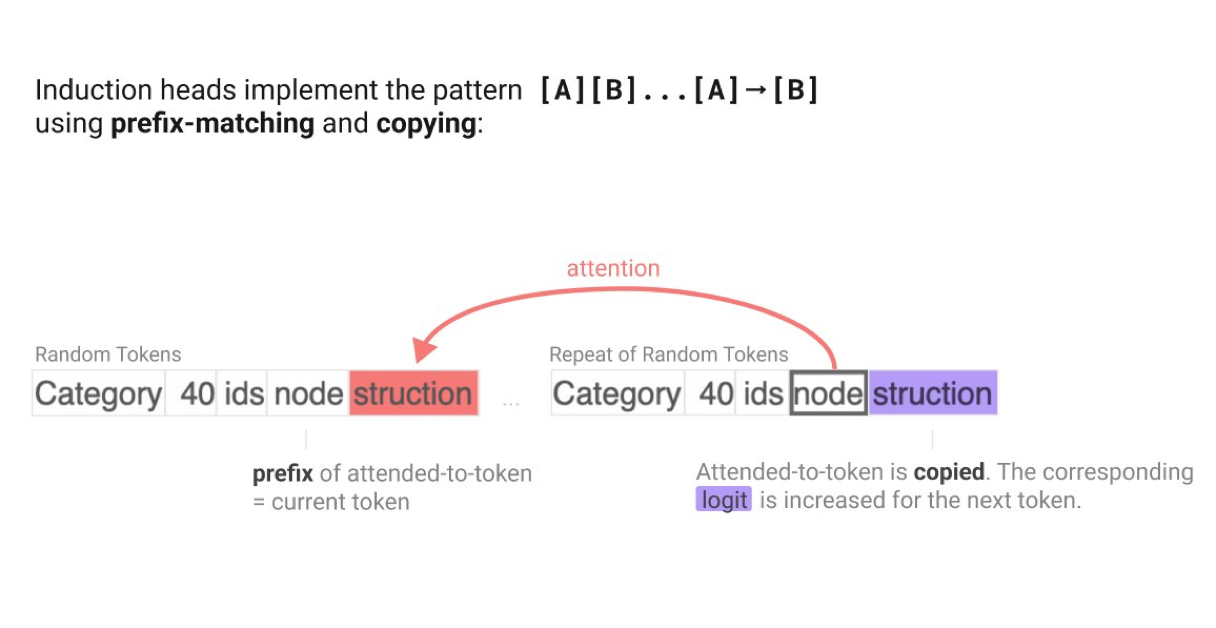 Induction heads implement the pattern [A][B]...[A]→[B]
using prefix-matching and copying:
attention
Random Tokens
Category 40 ids node struction
...
Repeat of Random Tokens
Category 40 ids node struction
prefix of attended-to-token
= current token
Attended-to-token is copied. The corresponding
logit is increased for the next token.